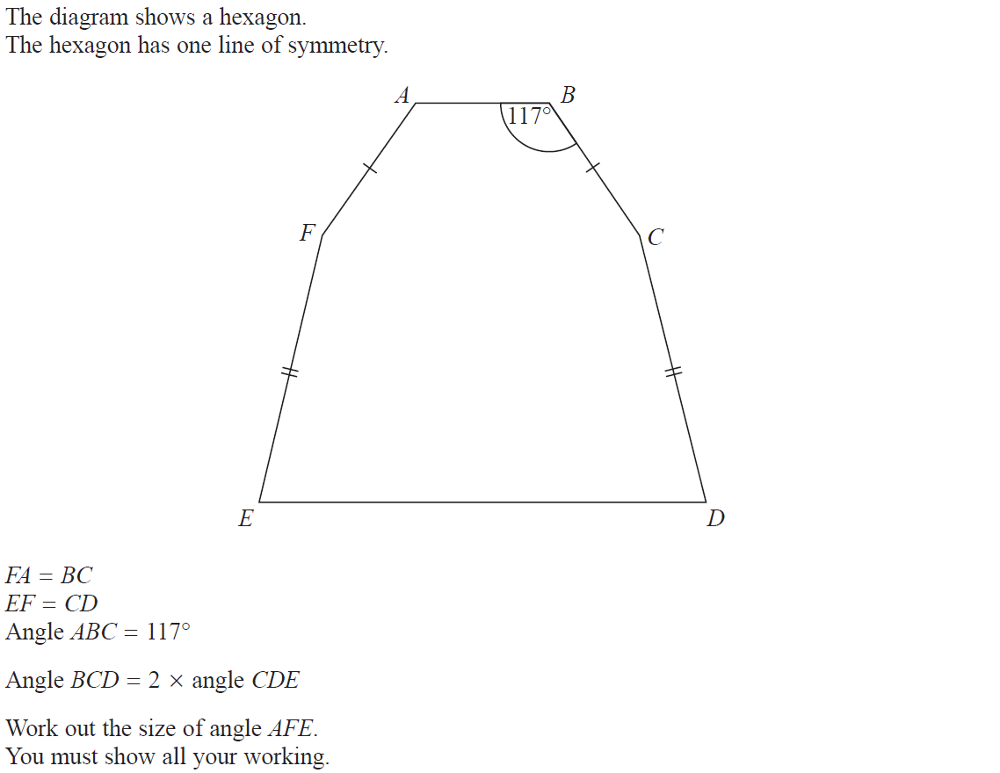 The diagram shows a hexagon.
The hexagon has one line of symmetry.
A
B
117°
F
C
E
D
FA = BC
EF = CD
Angle ABC = 117°
Angle BCD = 2 × angle CDE
Work out the size of angle AFE.
You must show all your working.